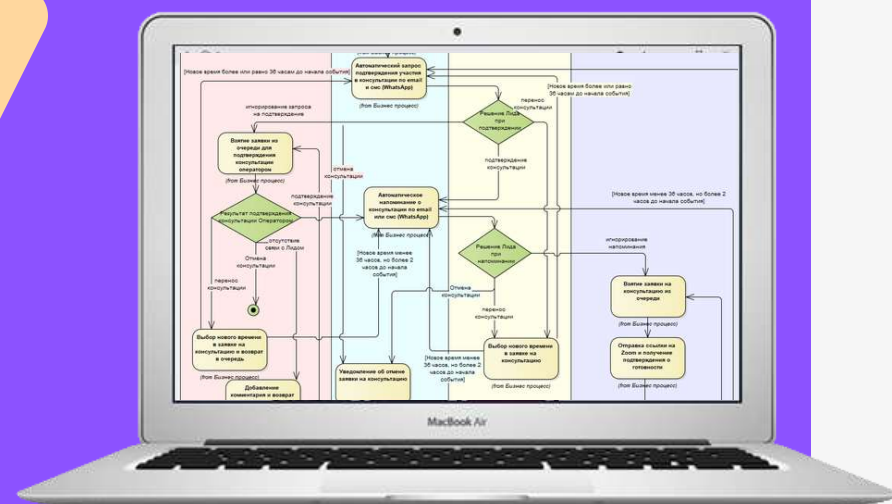 [Новое время более или равно 36 часам до начала события]
Автоматический запрос
подтверждения участия
в консультации по email
и смс (WhatsApp)
(from Бизнес процесс)
[Новое время более или равно
36 часам до начала события]
игнорирование запроса
на подтверждение
перенос
консультации
Решение Лида
при
подтверждении
Взятие заявки из
очереди для
подтверждения
консультации
оператором
(from Бизнес процесс)
подтверждение
консультации
отмена
консультации
подтверждение
консультации
Автоматическое
напоминание о
консультации по email
или смс (WhatsApp)
(from Бизнес процесс)
[Новое время менее 36 часов, но более 2
часов до начала события]
Результат подтверждения
консультации Оператором
отсутствие
связи с Лидом
Отмена
консультации
[Новое время менее
36 часов, но более 2
часов до начала
события]
Решение Лида
при
напоминании
игнорирование
напоминания
перенос
консультации
Отмена
консультации
перенос
консультации
Взятие заявки на
консультацию из
очереди
(from Бизнес процесс)
Выбор нового времени
в заявке на
консультацию и возврат
в очередь
(from Бизнес процесс)
Выбор нового времени
в заявке на
консультацию
(from Бизнес процесс)
Отправка ссылки на
Zoom и получение
подтверждения о
готовности
(from Бизнес процесс)
[Новое время менее
36 часов, но более 2
часов до начала
события]
Уведомление об отмене
заявки на консультацию
Добавление
комментария и возврат
MacBook Air